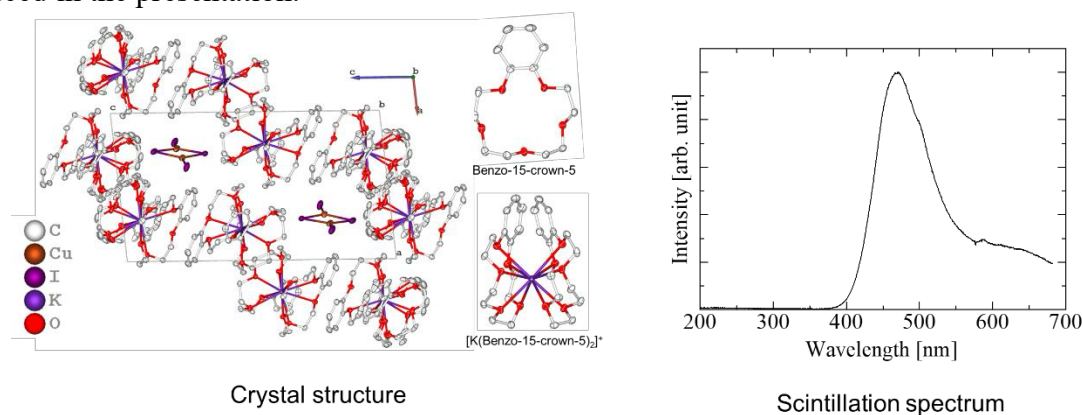 c
b
a
c
b
a
C
Cu
I
K
O
Benzo-15-crown-5
[K(Benzo-15-crown-5)₂]⁺
Crystal structure
Intensity [arb. unit]
200 300 400 500 600 700
Wavelength [nm]
Scintillation spectrum